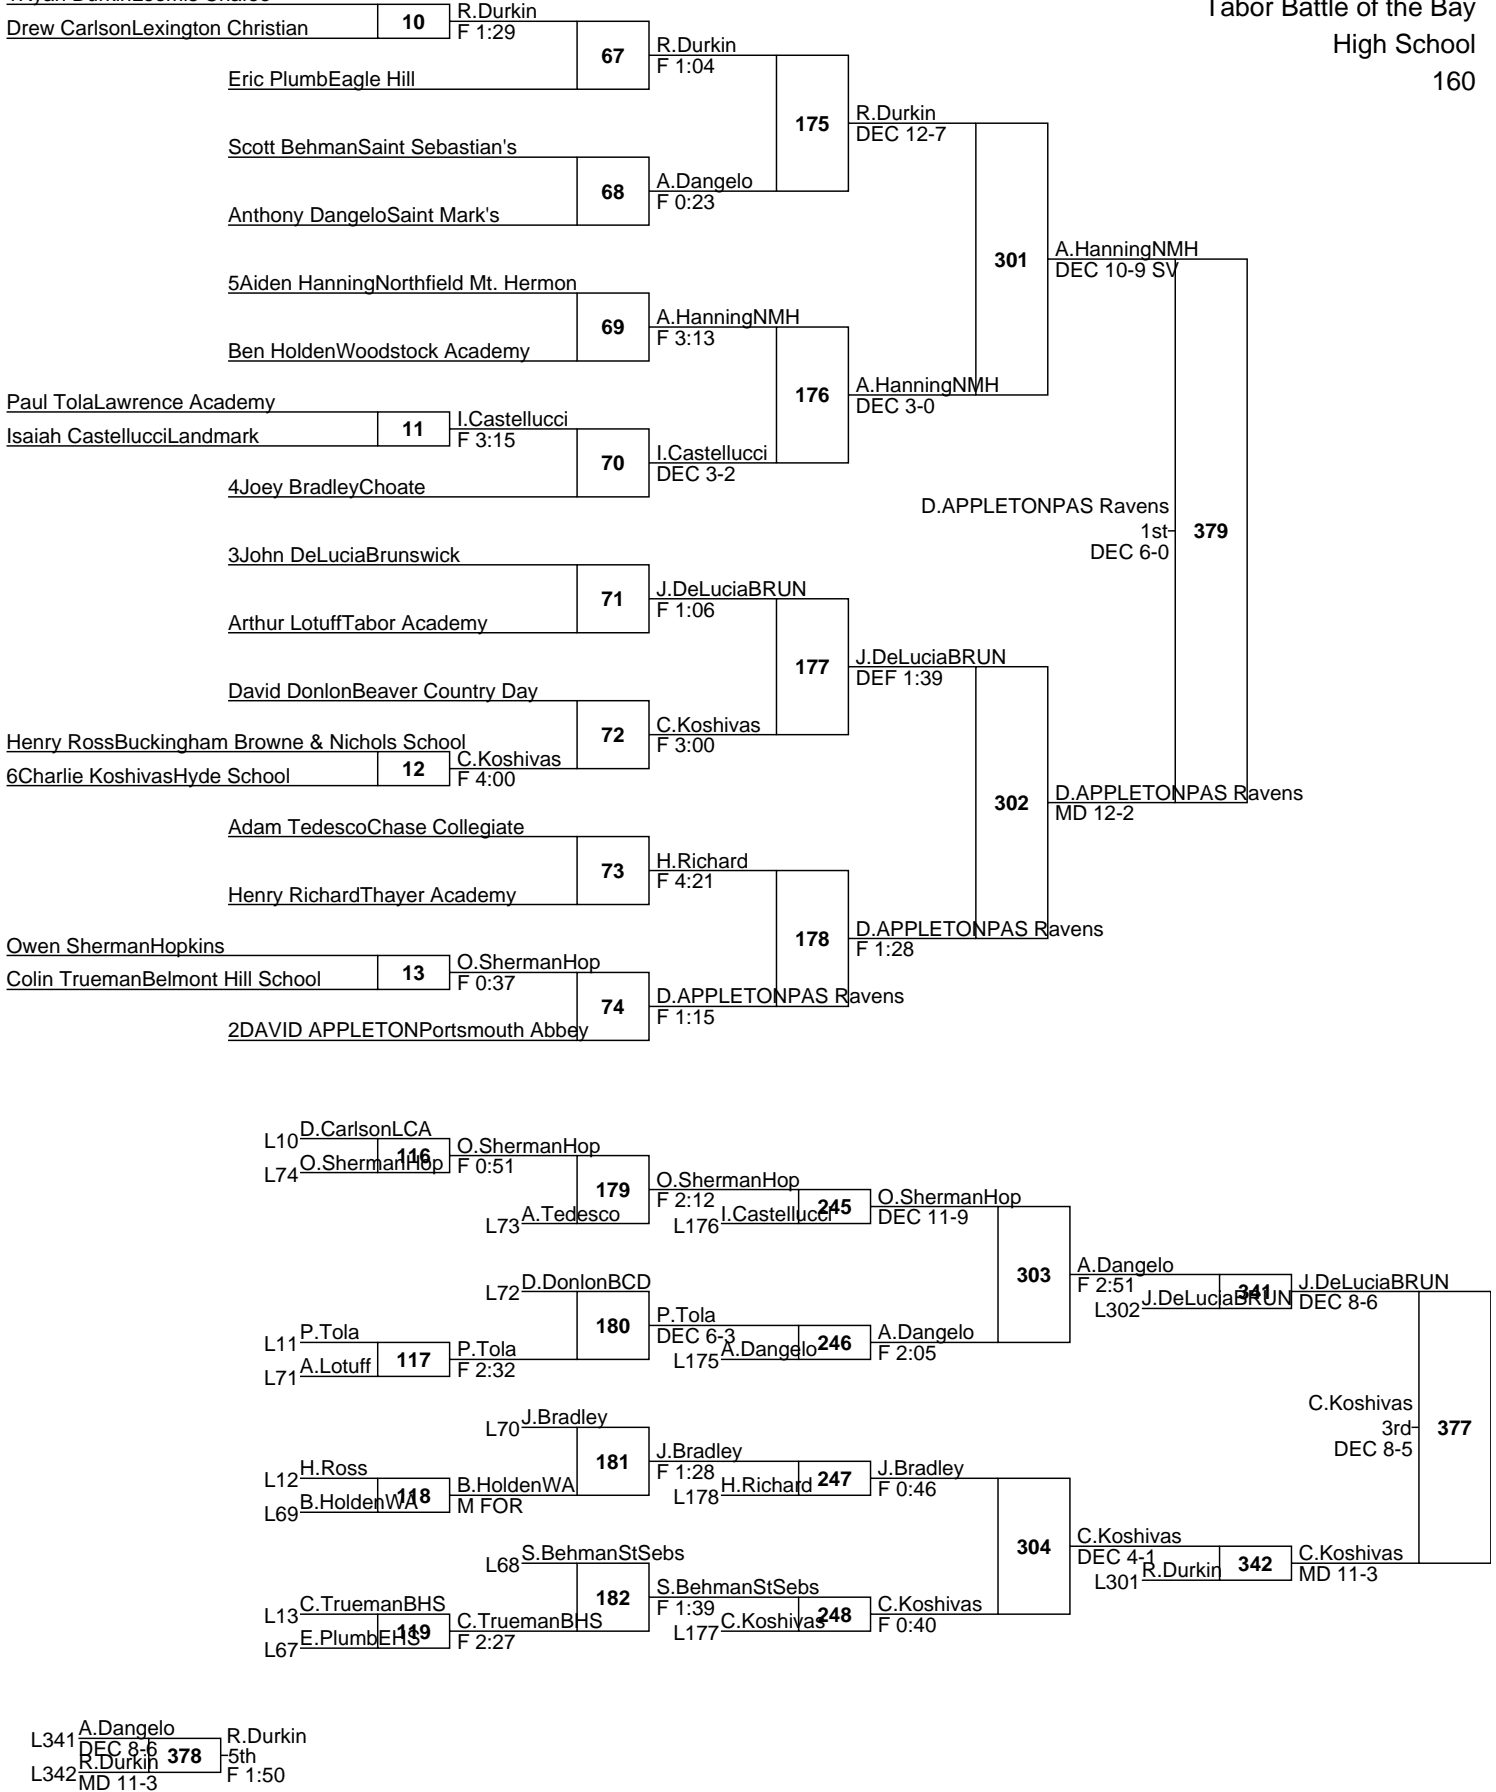 Tabor Battle of the Bay
High School
160
Drew CarlsonLexington Christian
10
R.Durkin
F 1:29
Eric PlumbEagle Hill
67
R.Durkin
F 1:04
Scott BehmanSaint Sebastian's
Anthony DangeloSaint Mark's
68
A.Dangelo
F 0:23
175
R.Durkin
DEC 12-7
5Aiden HanningNorthfield Mt. Hermon
Ben HoldenWoodstock Academy
69
A.HanningNMH
F 3:13
Paul TolaLawrence Academy
Isaiah CastellucciLandmark
11
I.Castellucci
F 3:15
4Joey BradleyChoate
70
I.Castellucci
DEC 3-2
176
A.HanningNMH
DEC 3-0
301
A.HanningNMH
DEC 10-9 SV
3John DeLuciaBrunswick
Arthur LotuffTabor Academy
71
J.DeLuciaBRUN
F 1:06
David DonlonBeaver Country Day
Henry RossBuckingham Browne & Nichols School
6Charlie KoshivasHyde School
12
C.Koshivas
F 4:00
72
C.Koshivas
F 3:00
177
J.DeLuciaBRUN
DEF 1:39
Adam TedescoChase Collegiate
Henry RichardThayer Academy
73
H.Richard
F 4:21
Owen ShermanHopkins
Colin TruemanBelmont Hill School
13
O.ShermanHop
F 0:37
2DAVID APPLETONPortsmouth Abbey
74
D.APPLETONPAS Ravens
F 1:15
178
D.APPLETONPAS Ravens
F 1:28
302
D.APPLETONPAS Ravens
MD 12-2
D.APPLETONPAS Ravens
1st
DEC 6-0
379
L10 D.CarlsonLCA
L74 O.ShermanHop
116
O.ShermanHop
F 0:51
L73 A.Tedesco
179
O.ShermanHop
F 2:12
L176 I.Castellucci
245
O.ShermanHop
DEC 11-9
L72 D.DonlonBCD
L11 P.Tola
L71 A.Lotuff
117
P.Tola
F 2:32
180
P.Tola
DEC 6-3
L175 A.Dangelo
246
A.Dangelo
F 2:05
303
A.Dangelo
F 2:51
L302 J.DeLuciaBRUN
341
J.DeLuciaBRUN
DEC 8-6
L70 J.Bradley
L12 H.Ross
L69 B.HoldenWA
118
B.HoldenWA
M FOR
181
J.Bradley
F 1:28
L178 H.Richard
247
J.Bradley
F 0:46
L68 S.BehmanStSebs
L13 C.TruemanBHS
L67 E.PlumbEHS
119
C.TruemanBHS
F 2:27
182
S.BehmanStSebs
F 1:39
L177 C.Koshivas
248
C.Koshivas
F 0:40
304
C.Koshivas
DEC 4-1
L301 R.Durkin
342
C.Koshivas
MD 11-3
C.Koshivas
3rd
DEC 8-5
377
L341 A.Dangelo
DEC 8-6
L342 R.Durkin
MD 11-3
378
R.Durkin
5th
F 1:50